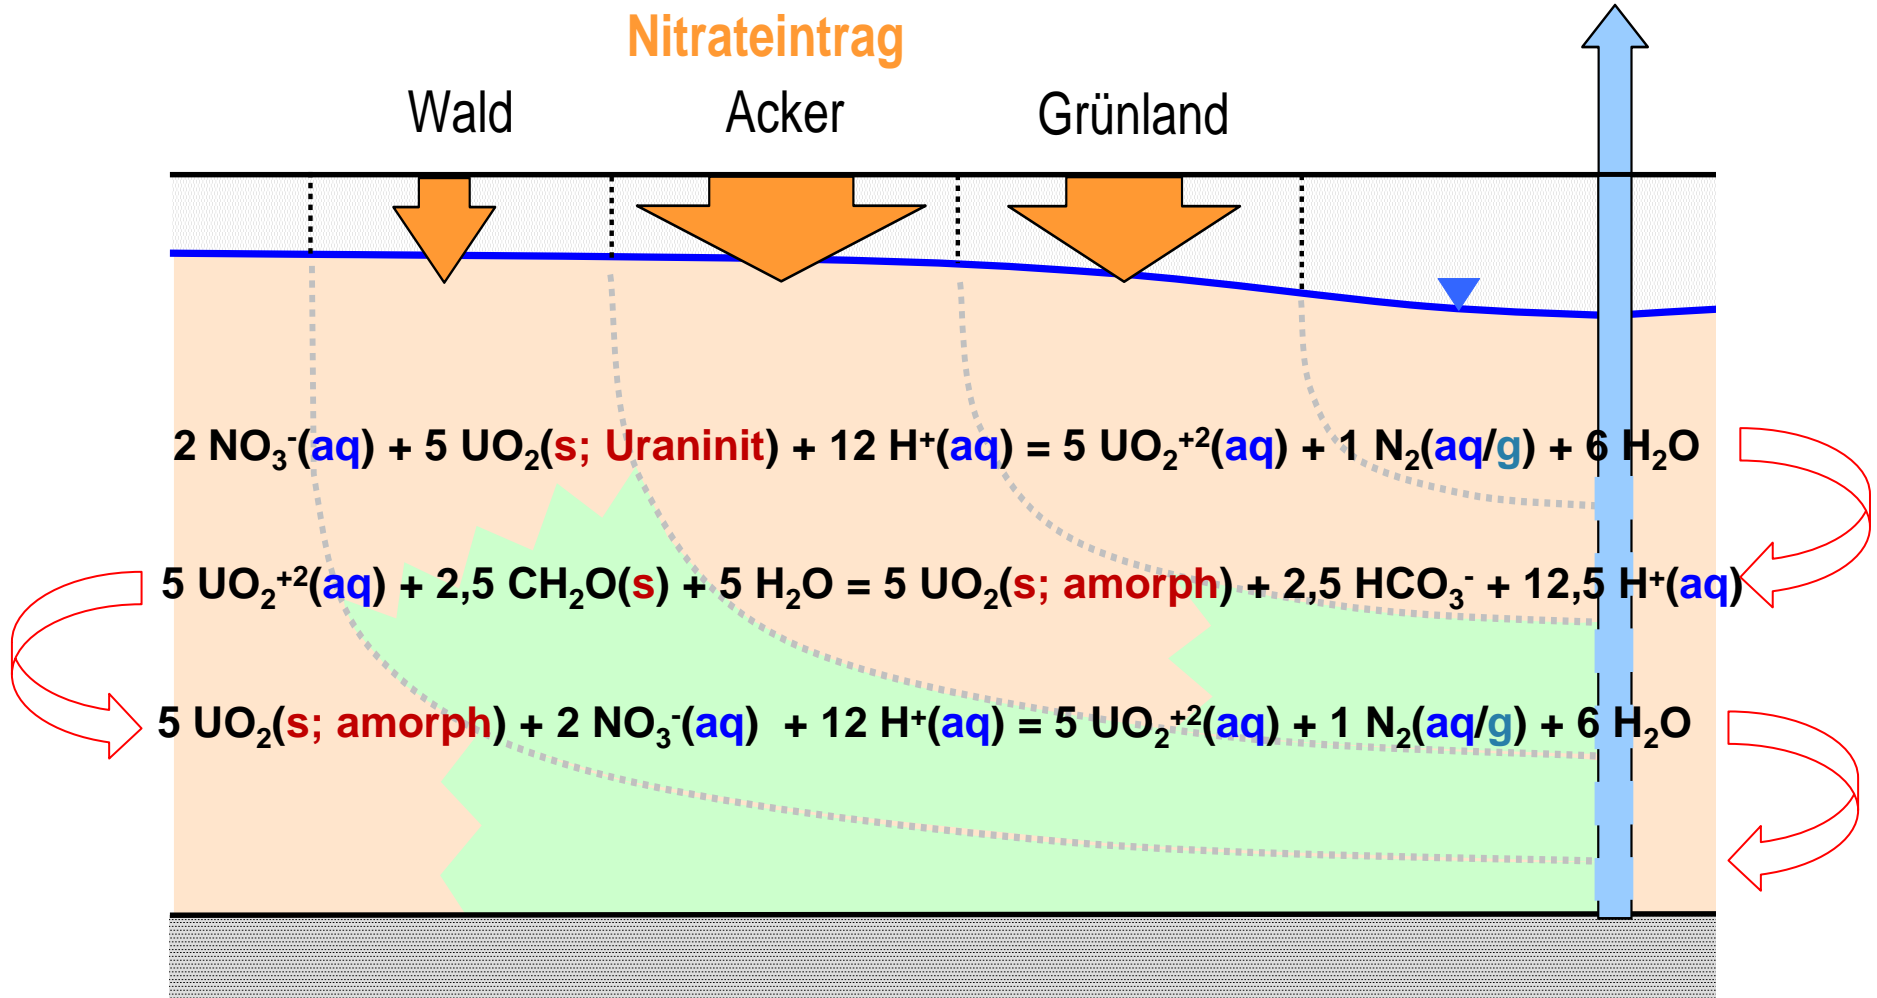 Nitrateintrag
Wald Acker Grünland
2 NO₃⁻(aq) + 5 UO₂(s; Uraninit) + 12 H⁺(aq) = 5 UO₂⁺²(aq) + 1 N₂(aq/g) + 6 H₂O
5 UO₂⁺²(aq) + 2,5 CH₂O(s) + 5 H₂O = 5 UO₂(s; amorph) + 2,5 HCO₃⁻ + 12,5 H⁺(aq)
5 UO₂(s; amorph) + 2 NO₃⁻(aq) + 12 H⁺(aq) = 5 UO₂⁺²(aq) + 1 N₂(aq/g) + 6 H₂O